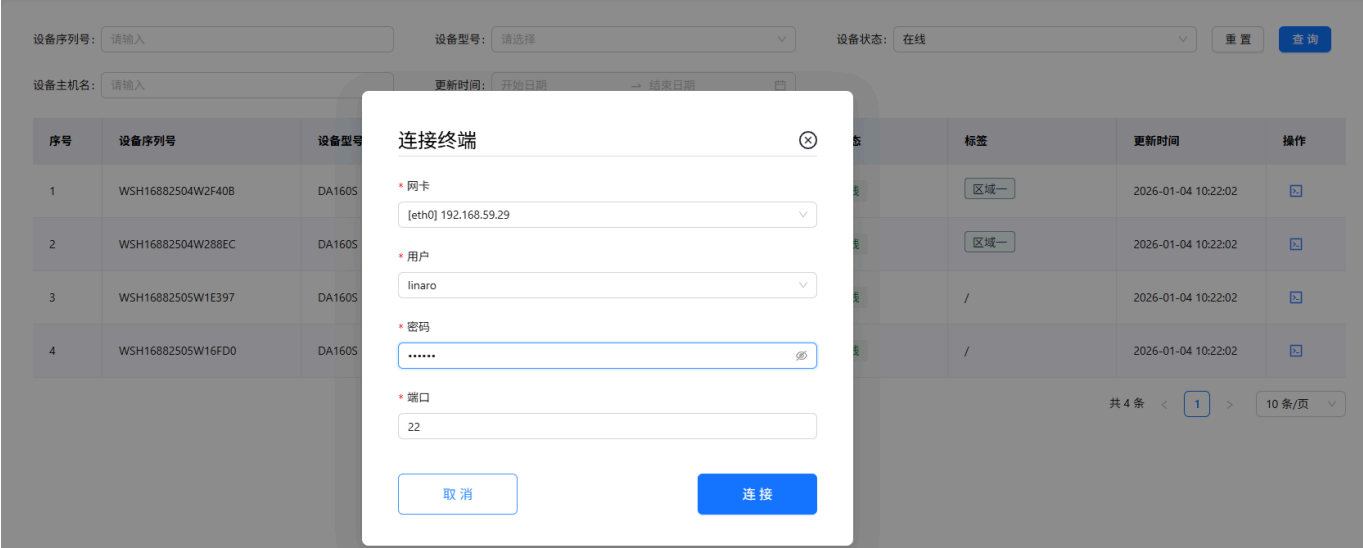 设备序列号: 请输入 设备型号: 请选择 设备状态: 在线 重 置 查 询
设备主机名: 请输入 更新时间: 开始日期 → 结束日期
序号 设备序列号 设备型号 态 标签 更新时间 操作
1 WSH16882504W2F40B DA160S 线 区域一 2026-01-04 10:22:02
2 WSH16882504W288EC DA160S 线 区域一 2026-01-04 10:22:02
3 WSH16882505W1E397 DA160S 线 / 2026-01-04 10:22:02
4 WSH16882505W16FD0 DA160S 线 / 2026-01-04 10:22:02
共 4 条 < 1 > 10 条/页
连接终端
* 网卡
[eth0] 192.168.59.29
* 用户
linaro
* 密码
••••••
* 端口
22
取 消 连 接